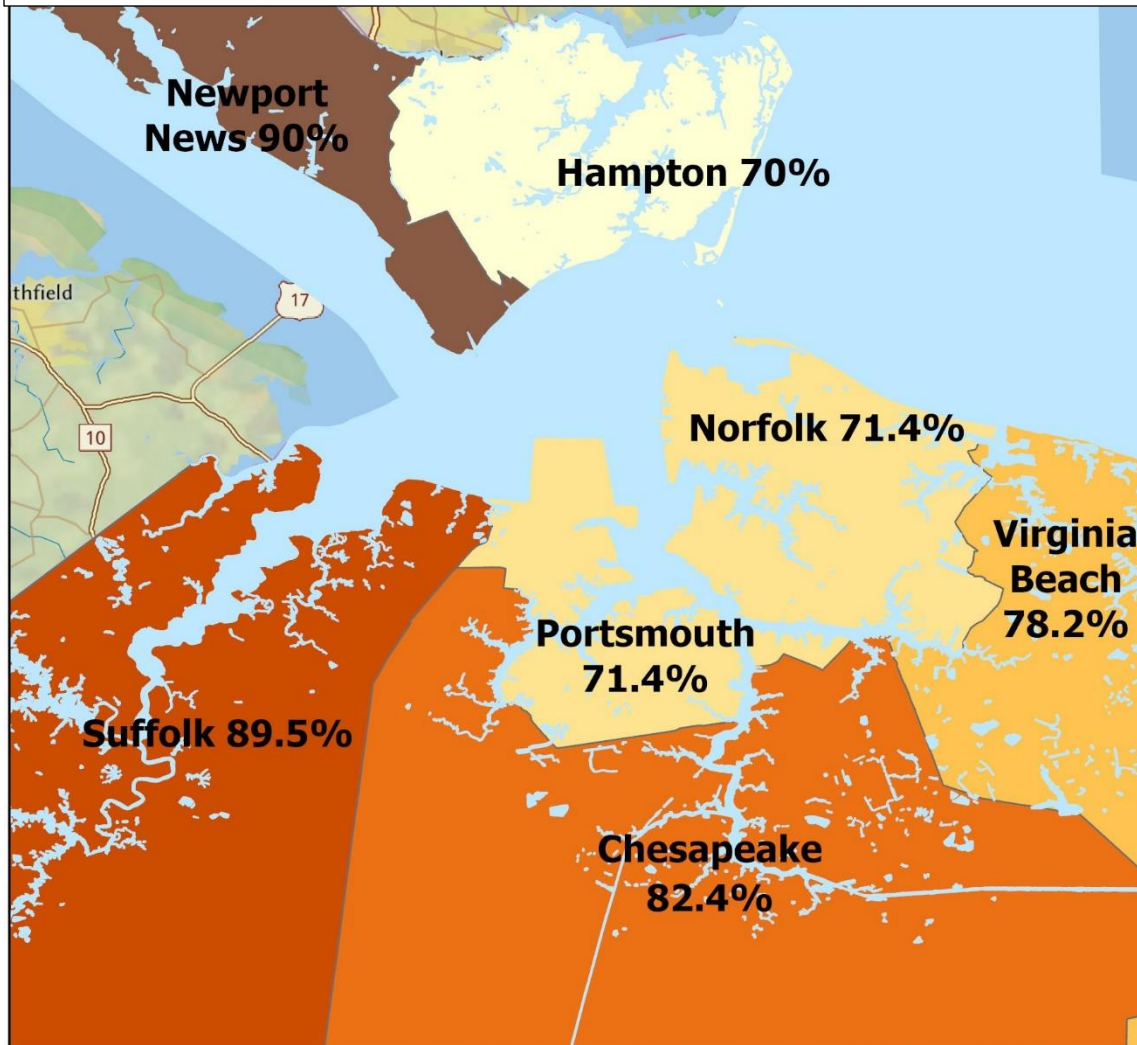 Newport
News 90%
Hampton 70%
thfield
17
10
Norfolk 71.4%
Virginia
Beach
78.2%
Portsmouth
71.4%
Suffolk 89.5%
Chesapeake
82.4%